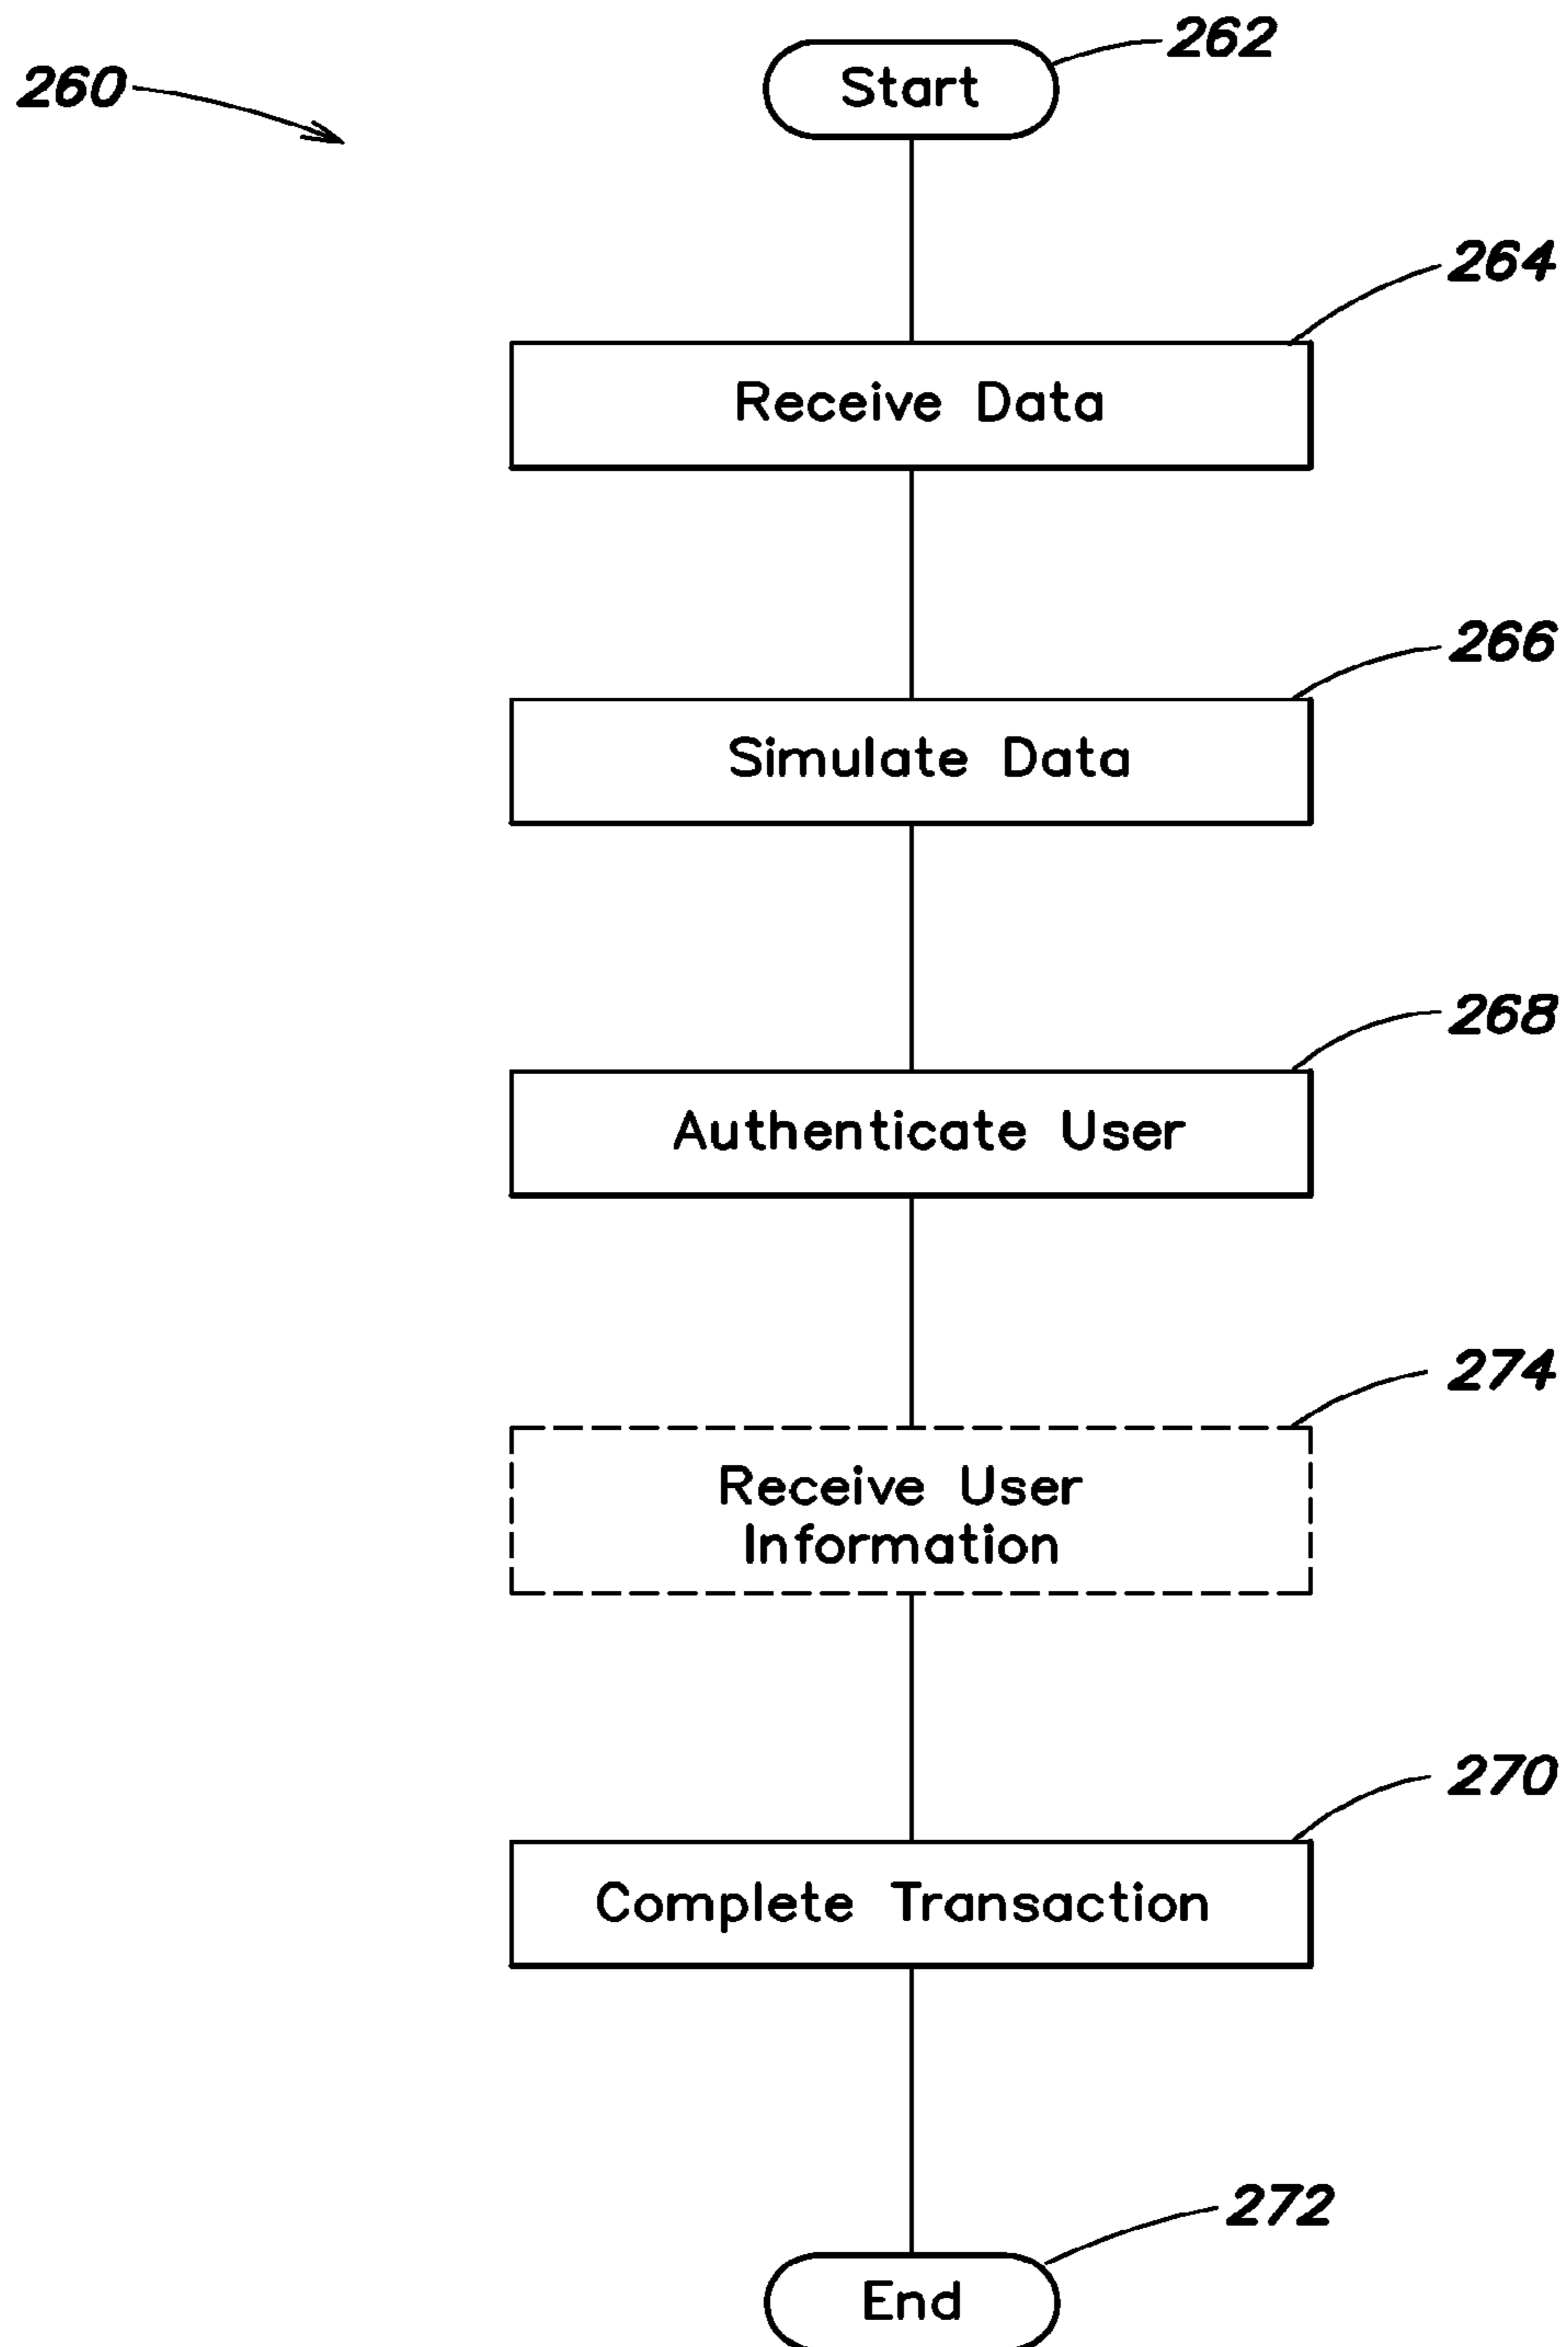 262
Start
260
264
Receive Data
266
Simulate Data
268
Authenticate User
274
Receive User
Information
270
Complete Transaction
272
End